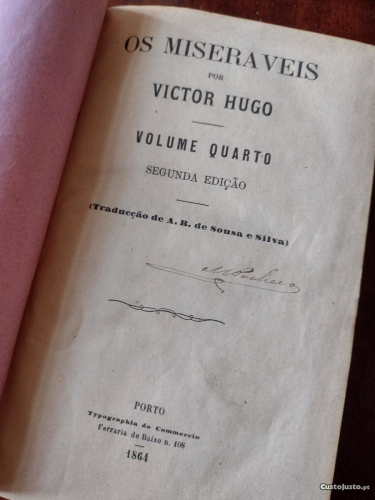 OS MISERAVEIS
POR
VICTOR HUGO
VOLUME QUARTO
SEGUNDA EDIÇÃO
(Traducção de A. R. de Sousa e Silva)
PORTO
Typographia do Commercio
Ferraria de Baixo n. 108
1864
CustoJusto.pt